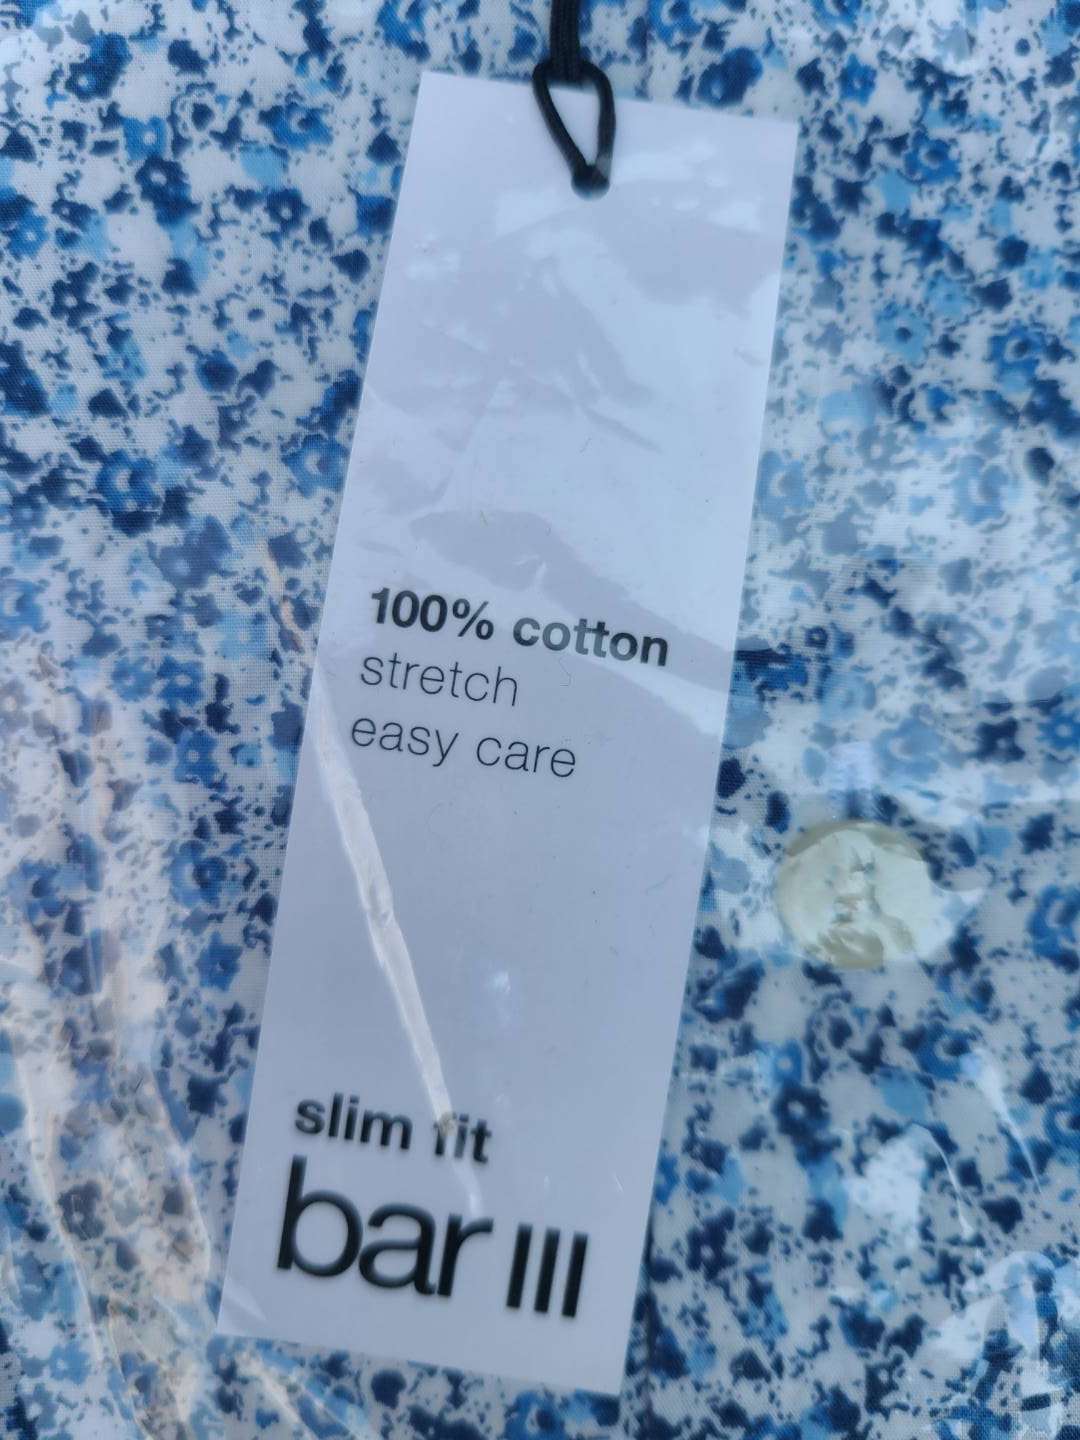 100% cotton
stretch
easy care
slim fit
bar III